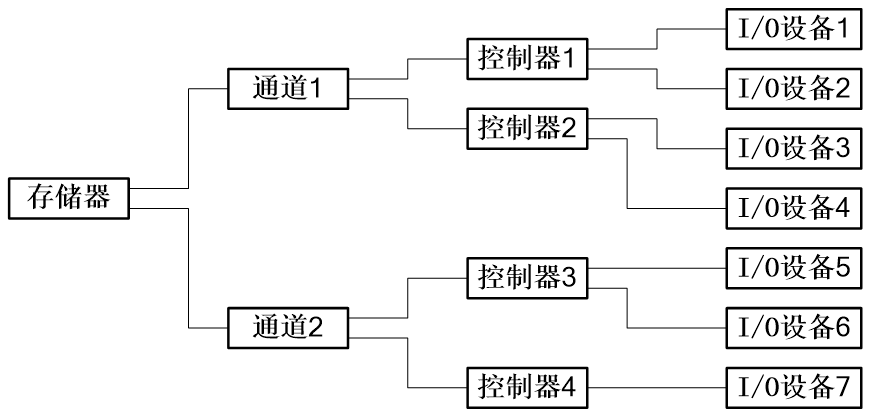 存储器
通道1
通道2
控制器1
控制器2
控制器3
控制器4
I/O设备1
I/O设备2
I/O设备3
I/O设备4
I/O设备5
I/O设备6
I/O设备7